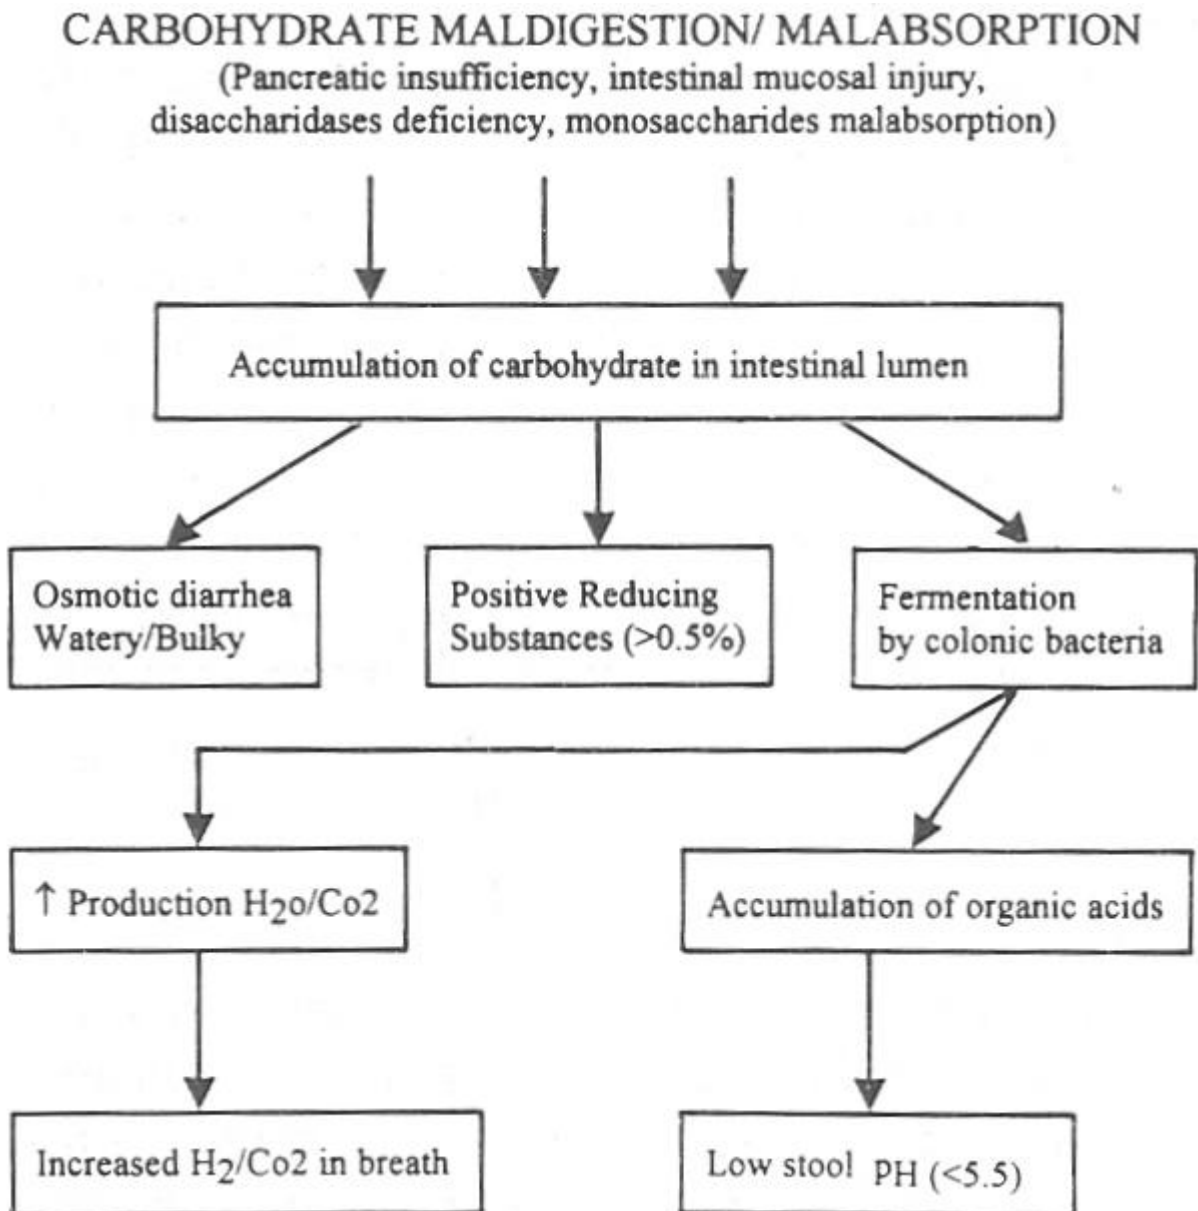 CARBOHYDRATE MALDIGESTION/ MALABSORPTION
(Pancreatic insufficiency, intestinal mucosal injury,
disaccharidases deficiency, monosaccharides malabsorption)
Accumulation of carbohydrate in intestinal lumen
Osmotic diarrhea
Watery/Bulky
Positive Reducing
Substances (>0.5%)
Fermentation
by colonic bacteria
↑ Production H₂o/Co2
Accumulation of organic acids
Increased H₂/Co2 in breath
Low stool PH (<5.5)